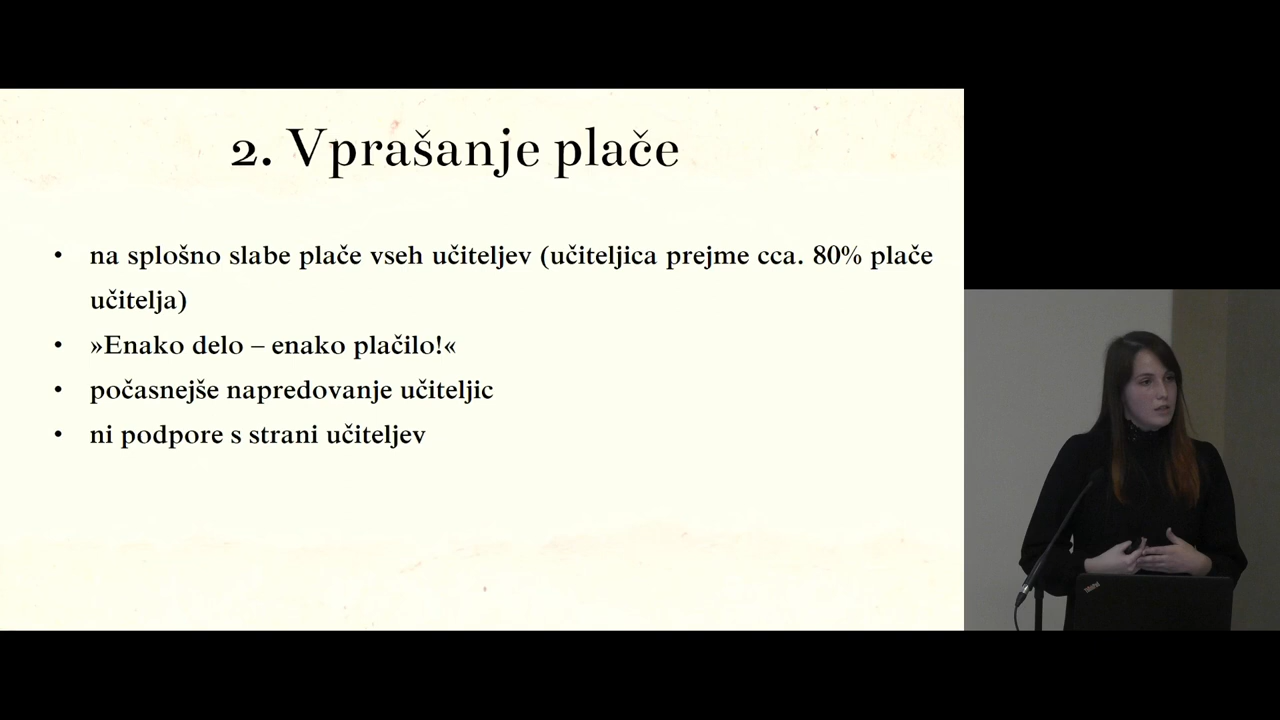 2. Vprašanje plače
• na splošno slabe plače vseh učiteljev (učiteljica prejme cca. 80% plače
učitelja)
• »Enako delo – enako plačilo!«
• počasnejše napredovanje učiteljic
• ni podpore s strani učiteljev